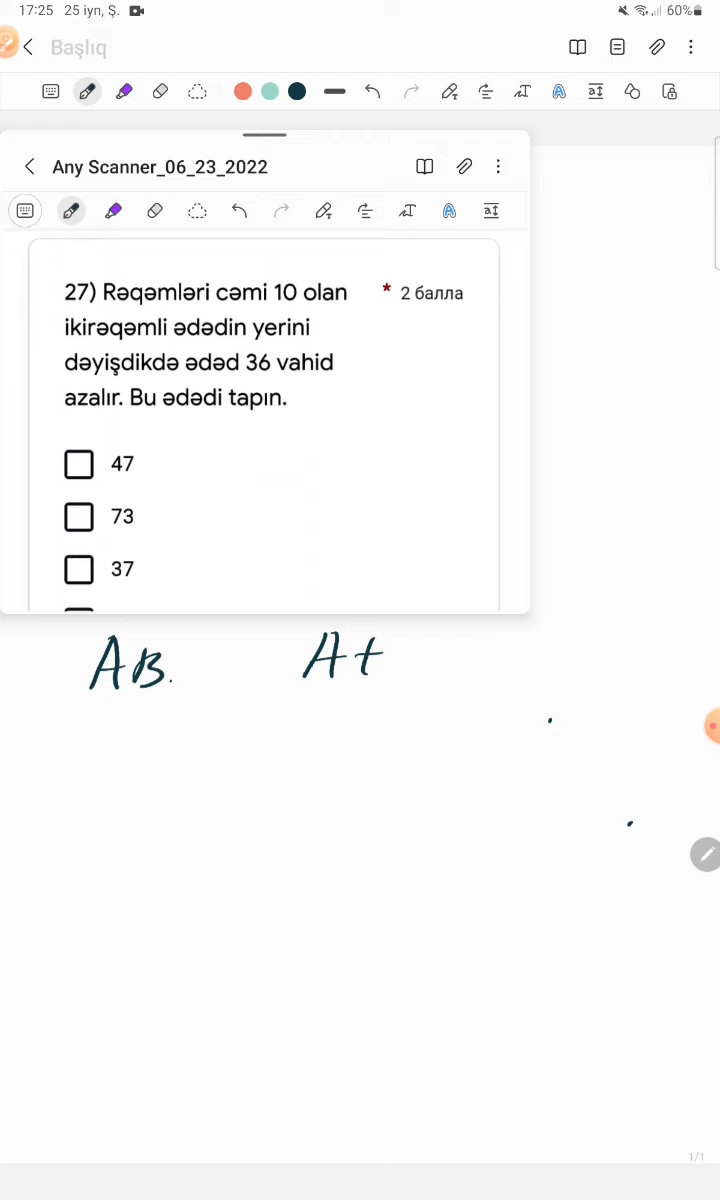 17:25 25 iyn, Ş. 60%
Başlıq
Any Scanner_06_23_2022
27) Rəqəmləri cəmi 10 olan * 2 балла
ikirəqəmli ədədin yerini
dəyişdikdə ədəd 36 vahid
azalır. Bu ədədi tapın.
47
73
37
AB. A+
1/1